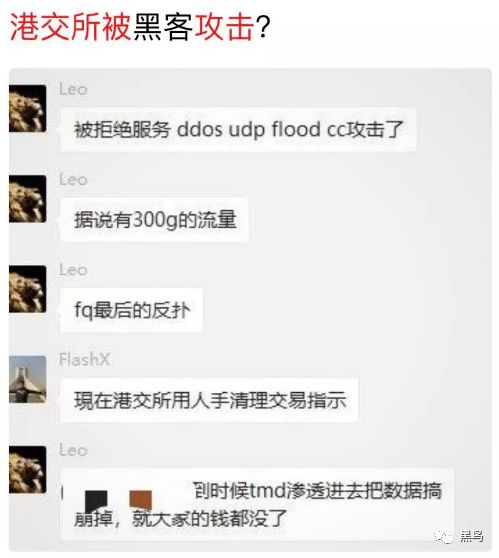 港交所被黑客攻击?
Leo
被拒绝服务 ddos udp flood cc攻击了
Leo
据说有300g的流量
Leo
fq最后的反扑
FlashX
現在港交所用人手清理交易指示
Leo
到时候tmd渗透进去把数据搞
崩掉，就大家的钱都没了
黑鸟